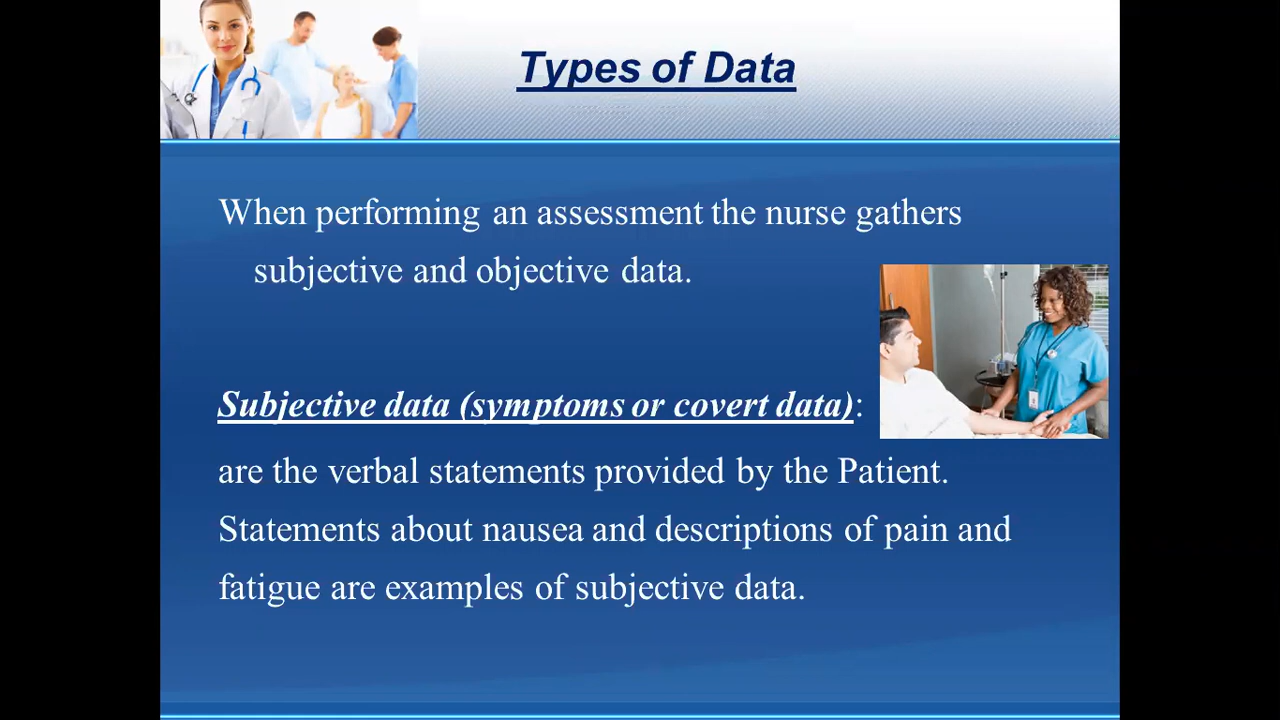 Types of Data
When performing an assessment the nurse gathers
subjective and objective data.
Subjective data (symptoms or covert data):
are the verbal statements provided by the Patient.
Statements about nausea and descriptions of pain and
fatigue are examples of subjective data.